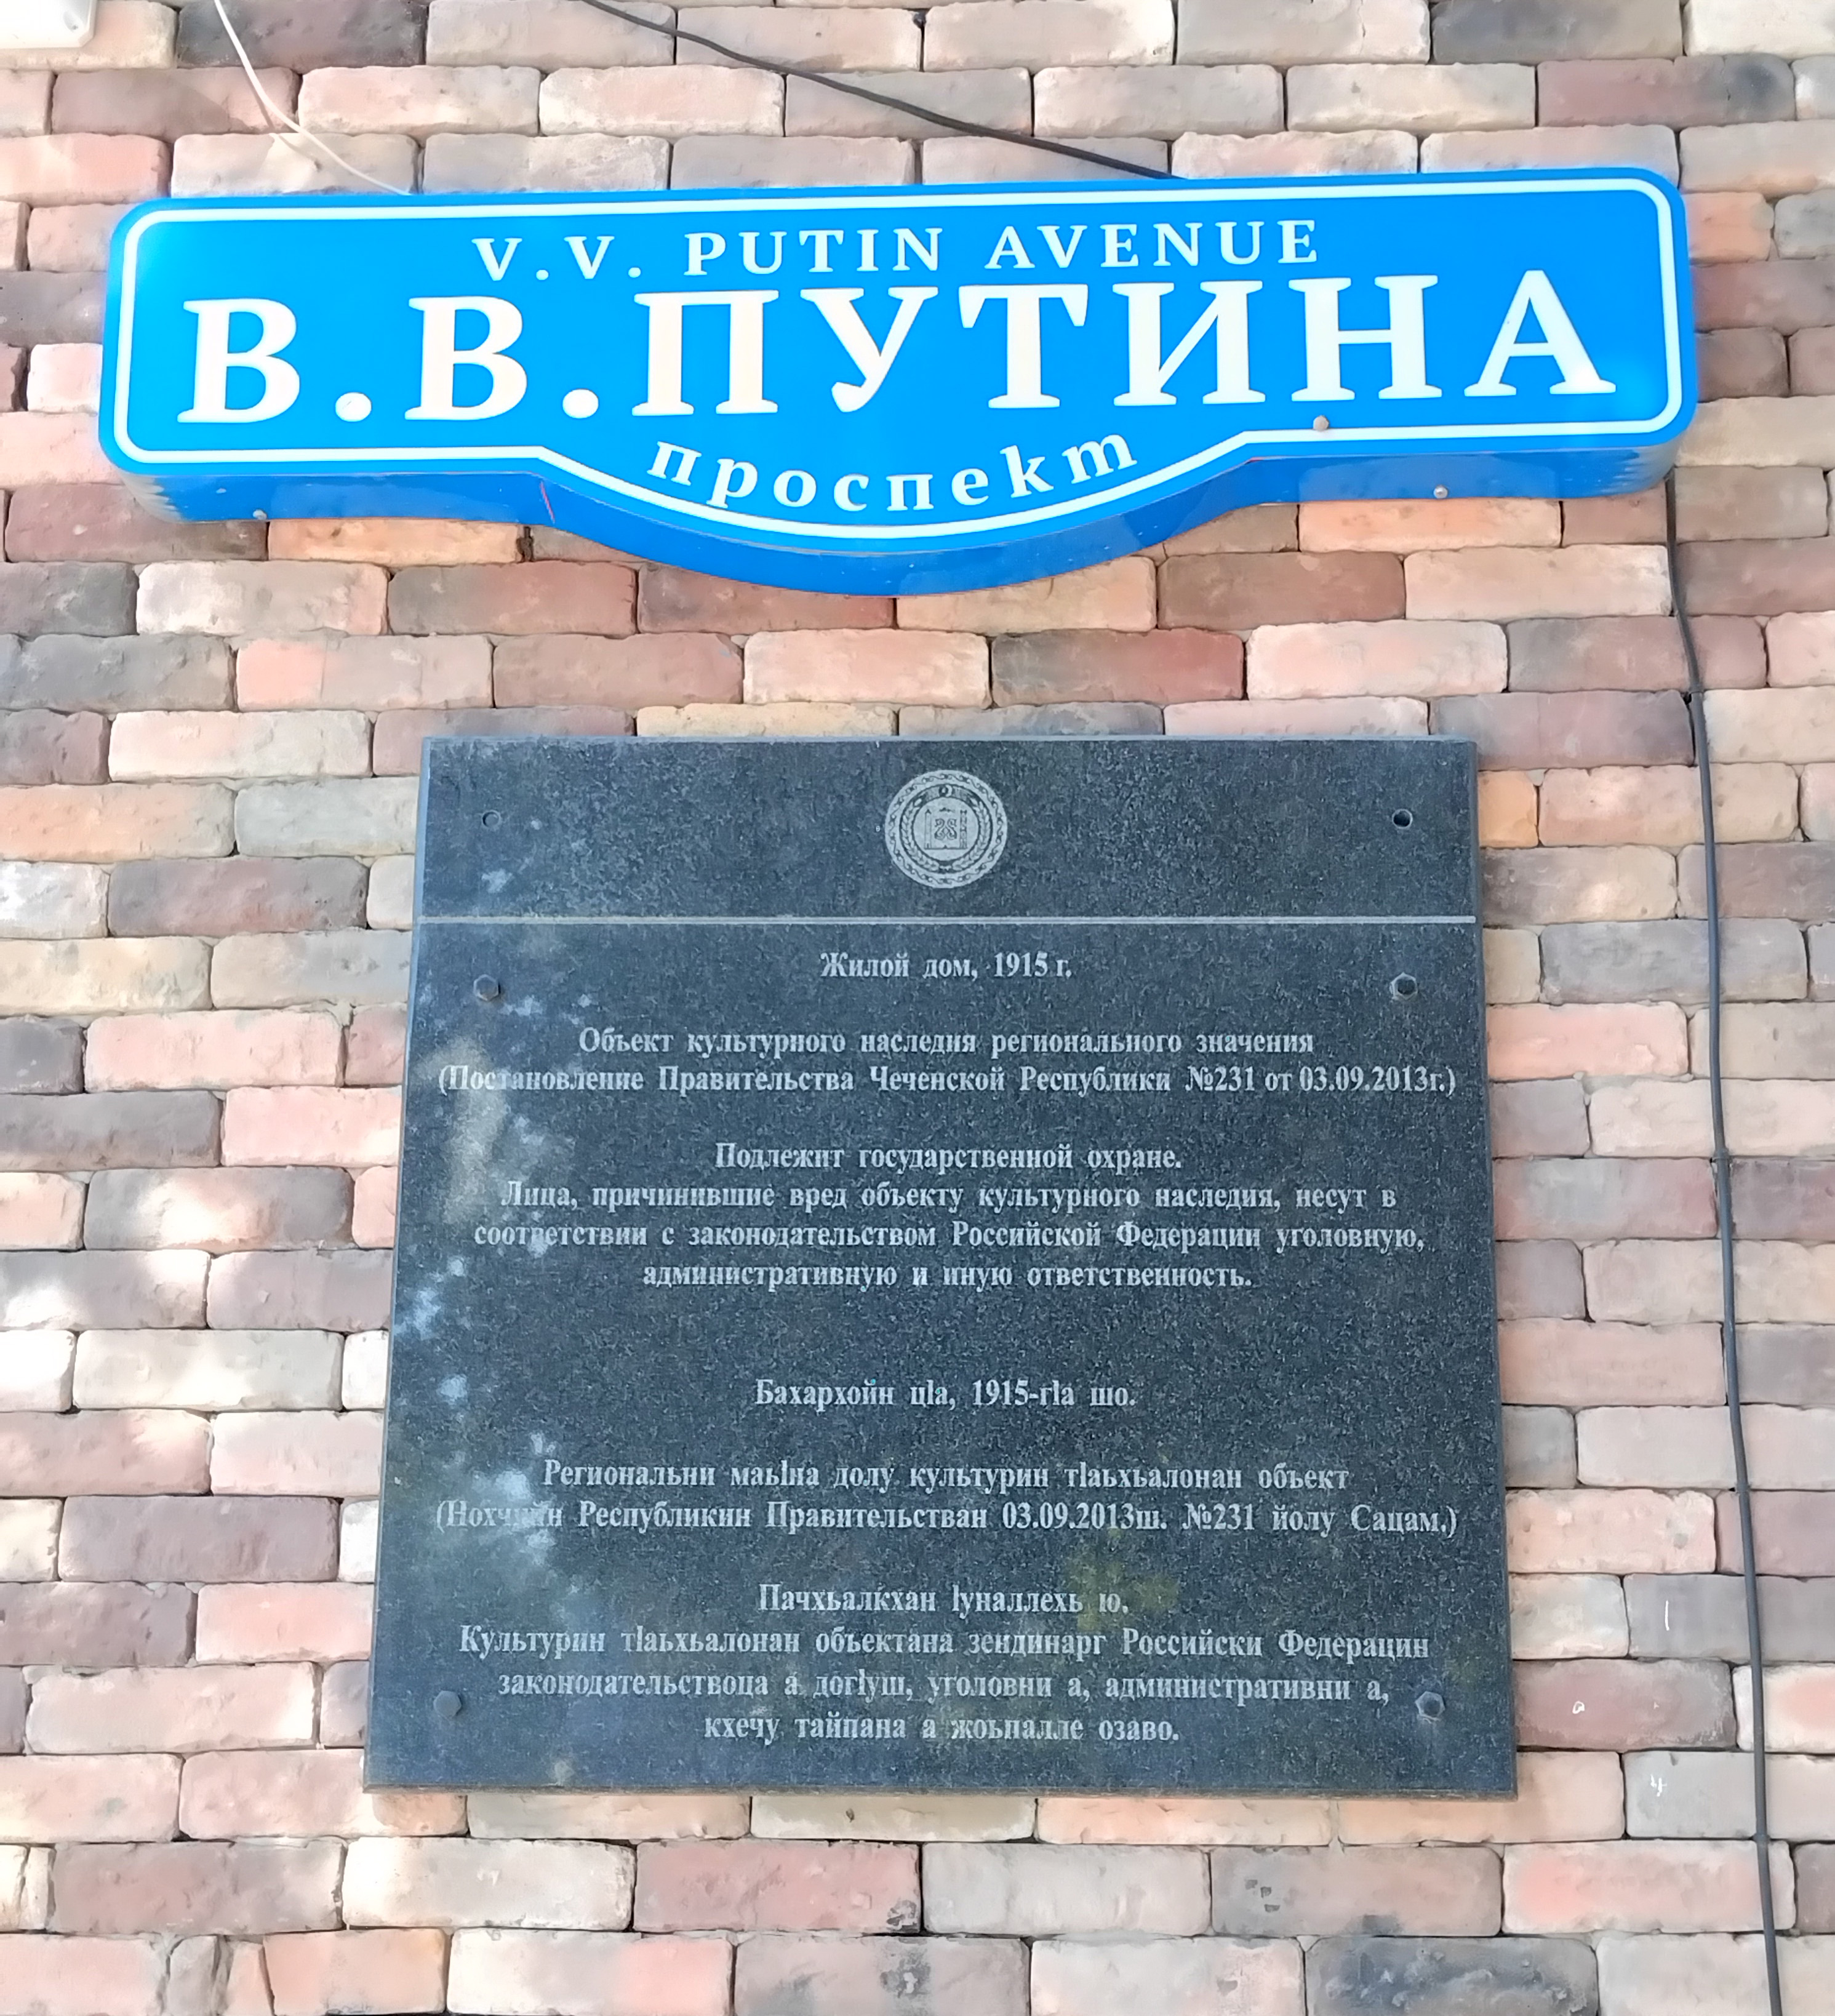 V.V. PUTIN AVENUE
В.В.ПУТИНА
проспект
Жилой дом, 1915 г.
Объект культурного наследия регионального значения
(Постановление Правительства Чеченской Республики №231 от 03.09.2013г.)
Подлежит государственной охране.
Лица, причинившие вред объекту культурного наследия, несут в
соответствии с законодательством Российской Федерации уголовную,
административную и иную ответственность.
Бахархойн цӀа, 1915-гӀа шо.
Региональни маьӀна долу культурин тӀаьхьалонан объект
(Нохчийн Республикин Правительстван 03.09.2013ш. №231 йолу Сацам.)
Пачхьалкхан Ӏуналлехь ю.
Культурин тӀаьхьалонан объектана зендинарг Российски Федерацин
законодательствоца а догӀуш, уголовни а, административни а,
кхечу тайпана а жоьпалле озаво.